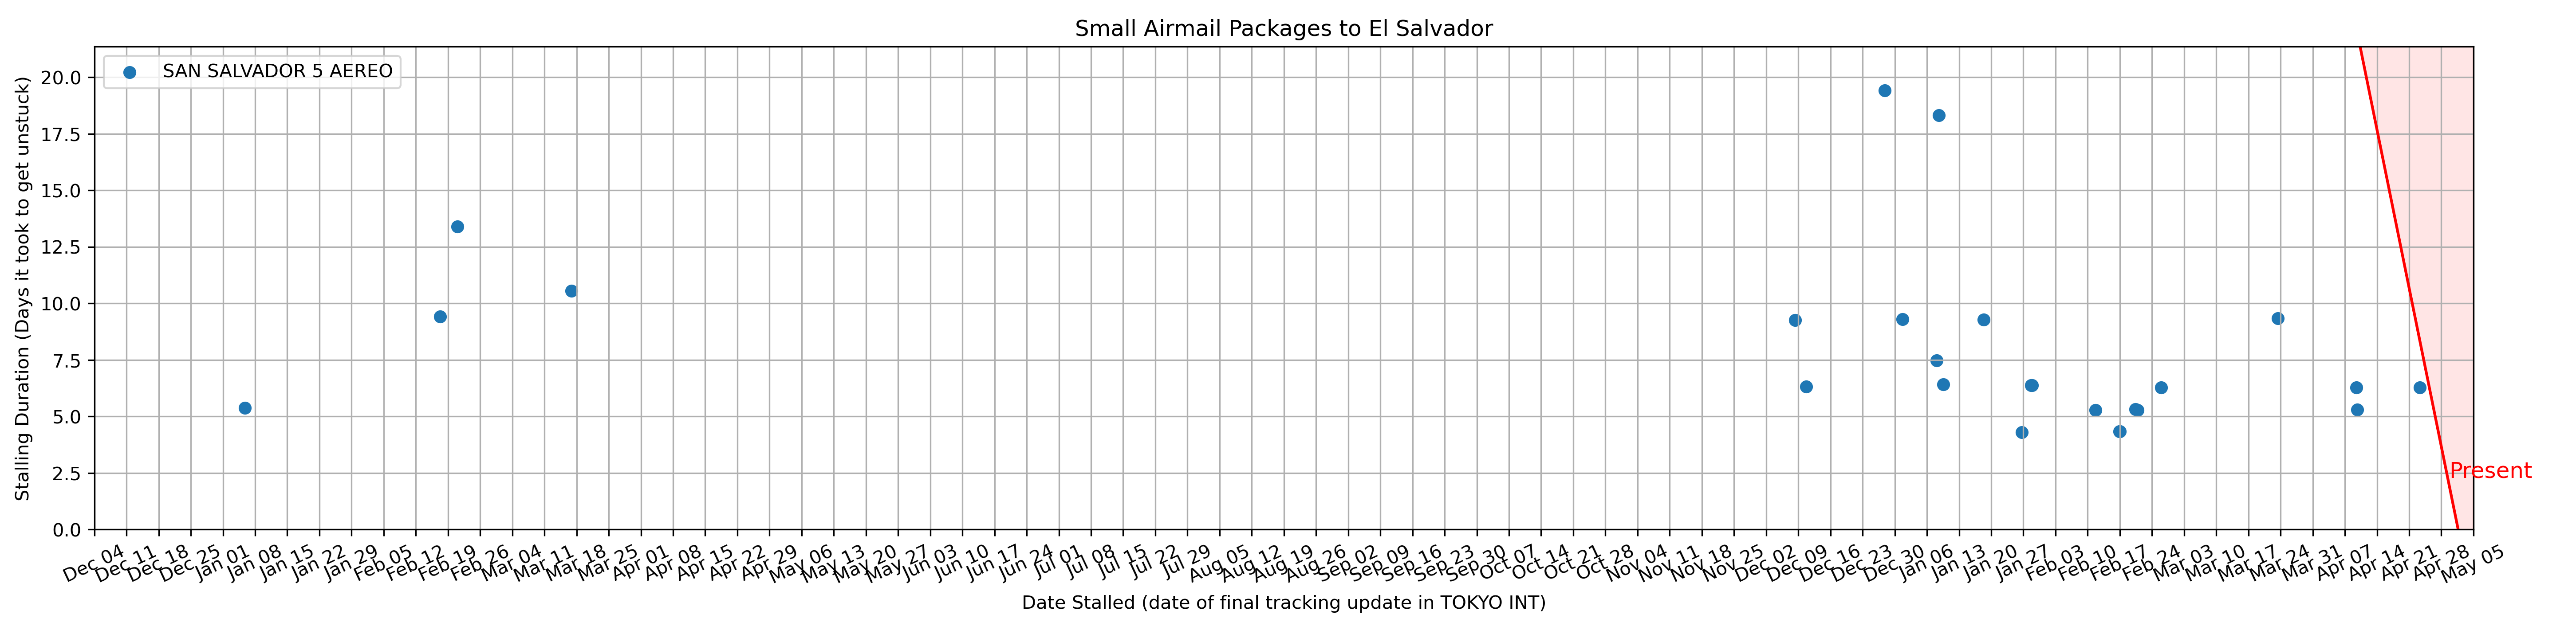 Small Airmail Packages to El Salvador
SAN SALVADOR 5 AEREO
Stalling Duration (Days it took to get unstuck)
20.0
17.5
15.0
12.5
10.0
7.5
5.0
2.5
0.0
Present
Dec 04
Dec 11
Dec 18
Dec 25
Jan 01
Jan 08
Jan 15
Jan 22
Jan 29
Feb 05
Feb 12
Feb 19
Feb 26
Mar 04
Mar 11
Mar 18
Mar 25
Apr 01
Apr 08
Apr 15
Apr 22
Apr 29
May 06
May 13
May 20
May 27
Jun 03
Jun 10
Jun 17
Jun 24
Jul 01
Jul 08
Jul 15
Jul 22
Jul 29
Aug 05
Aug 12
Aug 19
Aug 26
Sep 02
Sep 09
Sep 16
Sep 23
Sep 30
Oct 07
Oct 14
Oct 21
Oct 28
Nov 04
Nov 11
Nov 18
Nov 25
Dec 02
Dec 09
Dec 16
Dec 23
Dec 30
Jan 06
Jan 13
Jan 20
Jan 27
Feb 03
Feb 10
Feb 17
Feb 24
Mar 03
Mar 10
Mar 17
Mar 24
Mar 31
Apr 07
Apr 14
Apr 21
Apr 28
May 05
Date Stalled (date of final tracking update in TOKYO INT)